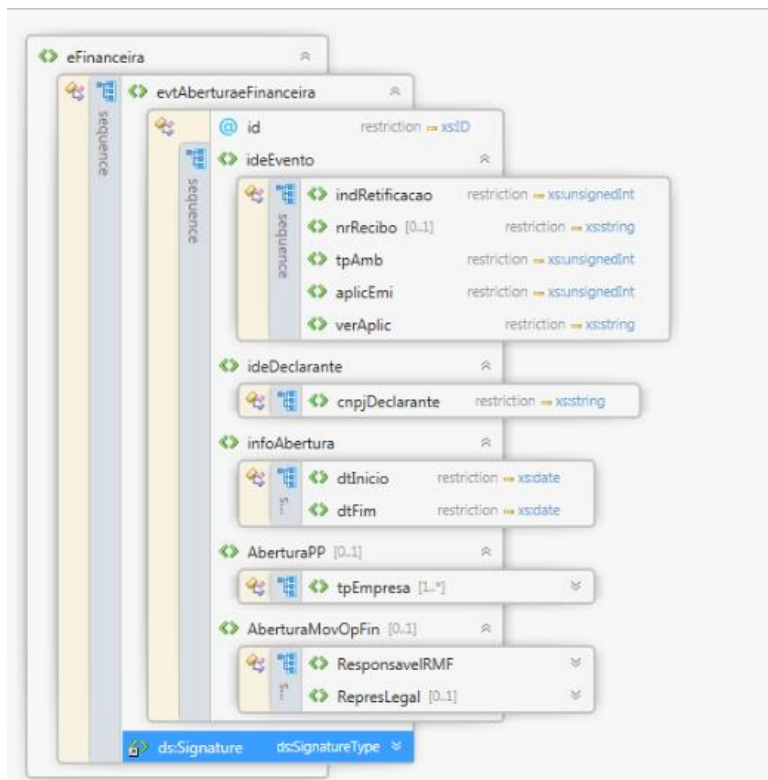 eFinanceira
sequence
evtAberturaeFinanceira
sequence
@ id restriction xs:ID
ideEvento
sequence
indRetificacao restriction xs:unsignedInt
nrRecibo [0..1] restriction xs:string
tpAmb restriction xs:unsignedInt
aplicEmi restriction xs:unsignedInt
verAplic restriction xs:string
ideDeclarante
cnpjDeclarante restriction xs:string
infoAbertura
s...
dtInicio restriction xs:date
dtFim restriction xs:date
AberturaPP [0..1]
tpEmpresa [1..*]
AberturaMovOpFin [0..1]
s...
ResponsavelRMF
RepresLegal [0..1]
ds:Signature ds:SignatureType